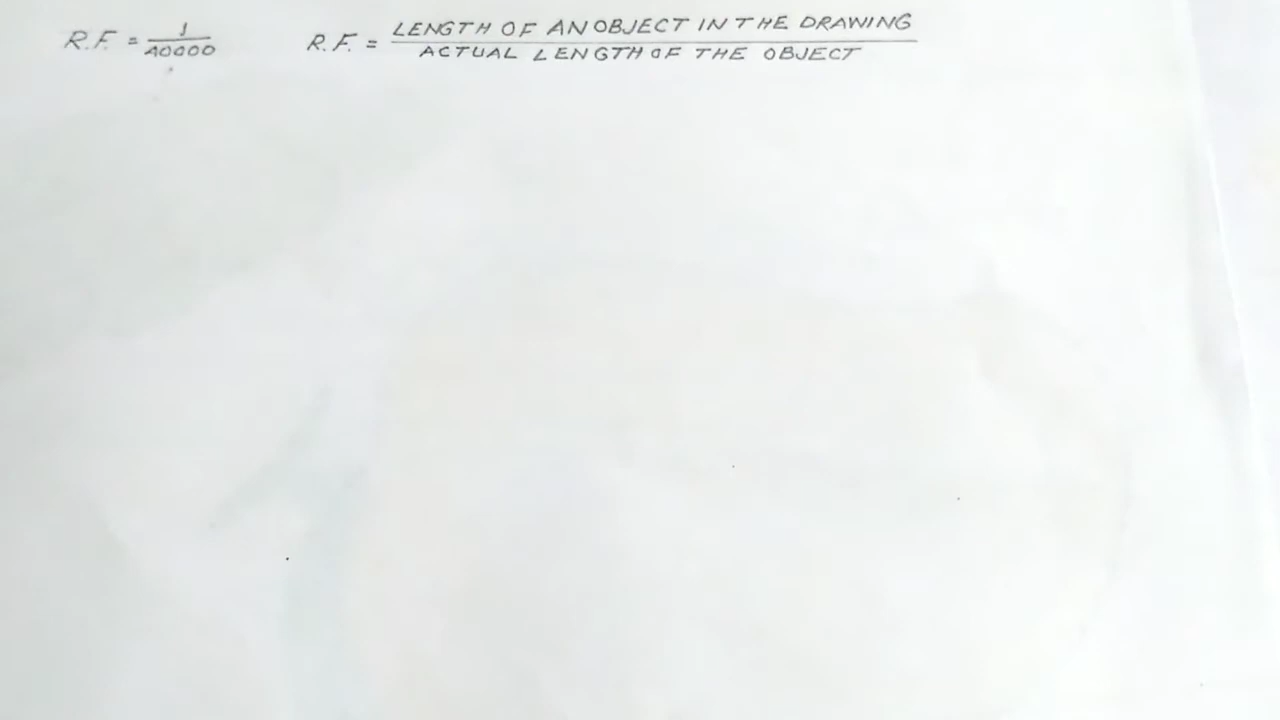 R.F. = 1/40000 R.F. = LENGTH OF AN OBJECT IN THE DRAWING / ACTUAL LENGTH OF THE OBJECT